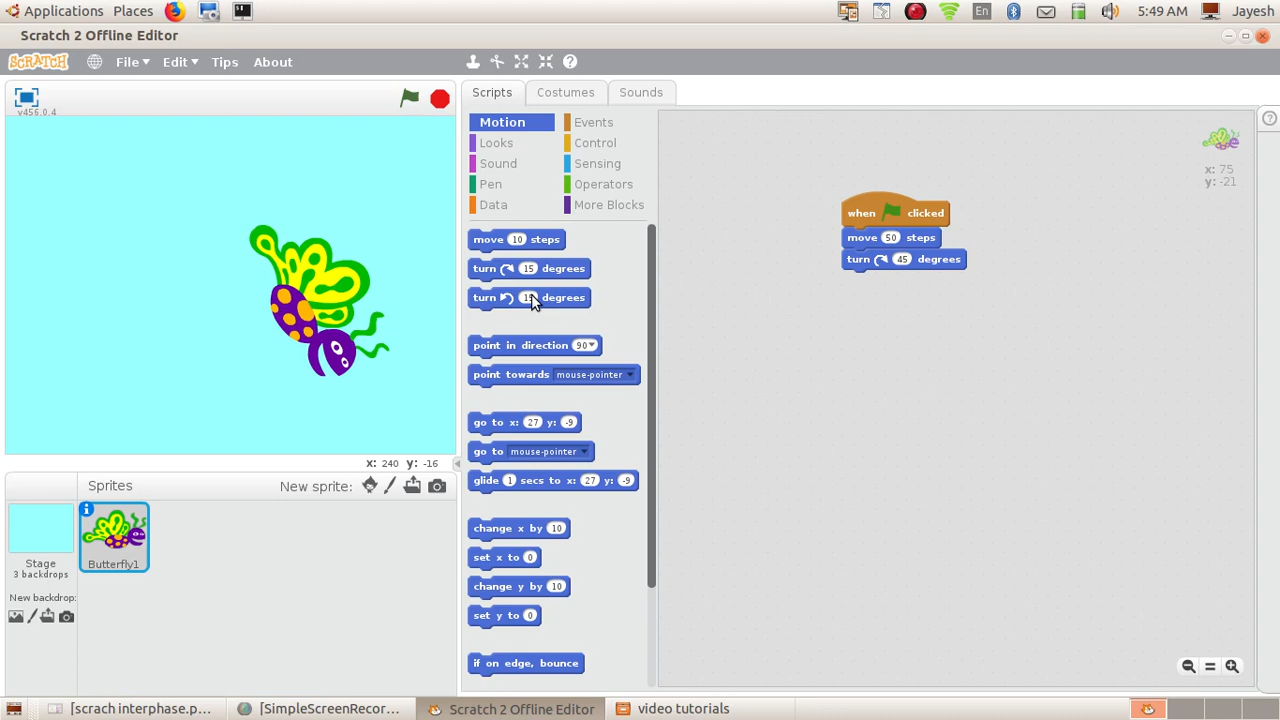 Applications Places En 5:49 AM Jayesh
Scratch 2 Offline Editor
SCRATCH File Edit Tips About
v456.0.4
Scripts Costumes Sounds
Motion Events
Looks Control
Sound Sensing
Pen Operators
Data More Blocks
move 10 steps
turn 15 degrees
turn 15 degrees
point in direction 90
point towards mouse-pointer
go to x: 27 y: -9
go to mouse-pointer
glide 1 secs to x: 27 y: -9
change x by 10
set x to 0
change y by 10
set y to 0
if on edge, bounce
when clicked
move 50 steps
turn 45 degrees
x: 75
y: -21
x: 240 y: -16
Sprites New sprite:
Stage
3 backdrops
New backdrop:
Butterfly1
[scrach interphase.p... [SimpleScreenRecor... Scratch 2 Offline Editor video tutorials